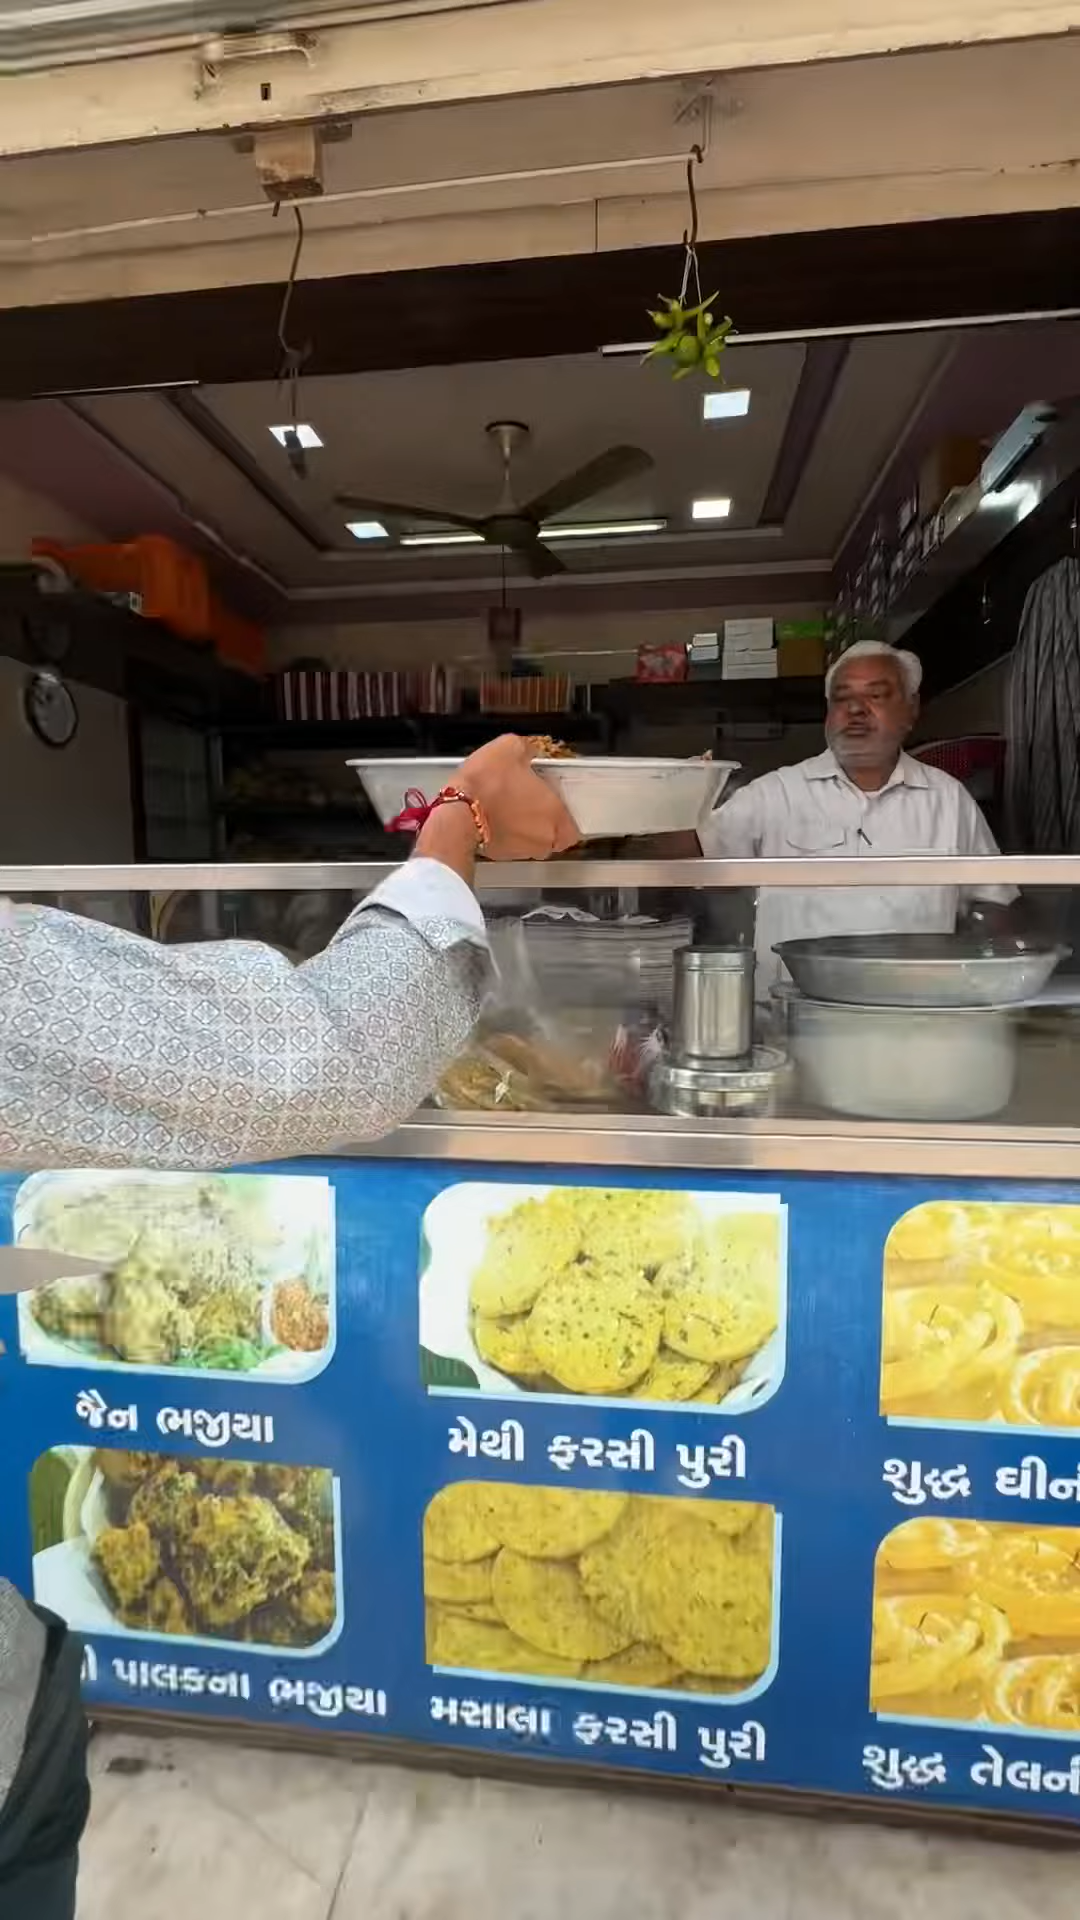 જૈન ભજીયા
મેથી ફરસી પુરી
શુદ્ધ ઘીની
પાલકના ભજીયા
મસાલા ફરસી પુરી
શુદ્ધ તેલની